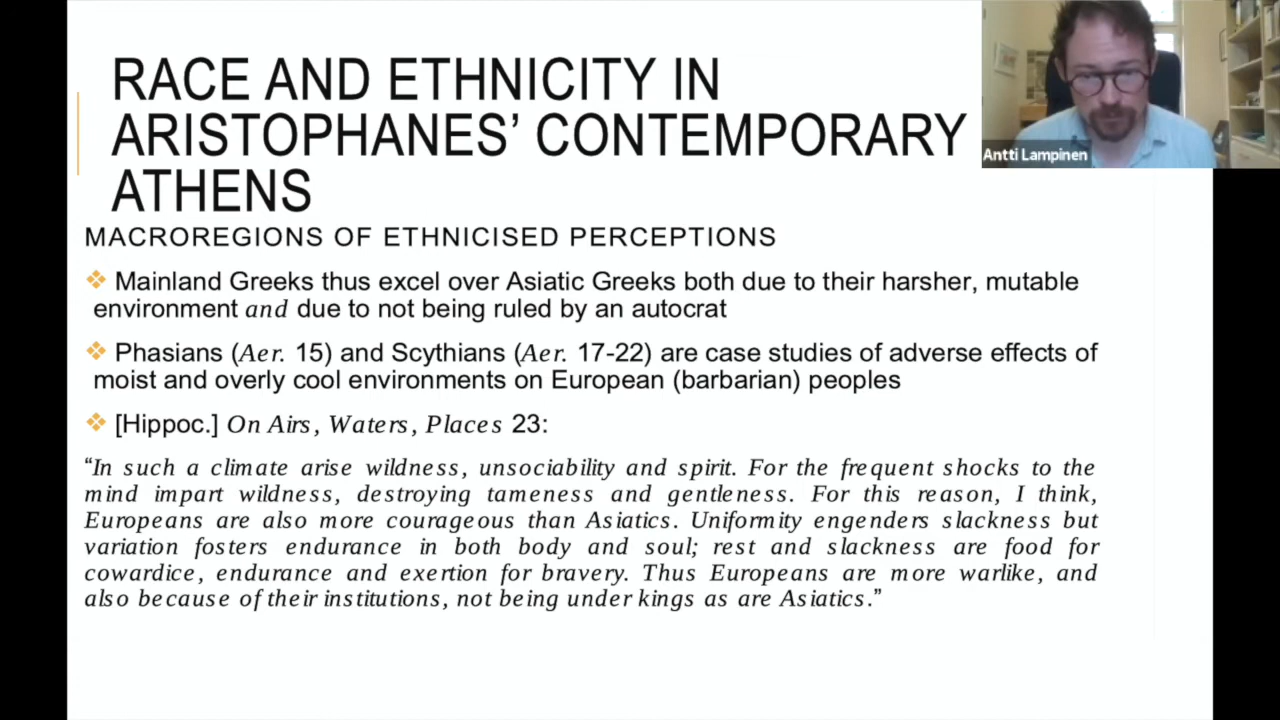 RACE AND ETHNICITY IN
ARISTOPHANES’ CONTEMPORARY
ATHENS
Antti Lampinen
MACROREGIONS OF ETHNICISED PERCEPTIONS
❖ Mainland Greeks thus excel over Asiatic Greeks both due to their harsher, mutable
environment and due to not being ruled by an autocrat
❖ Phasians (Aer. 15) and Scythians (Aer. 17-22) are case studies of adverse effects of
moist and overly cool environments on European (barbarian) peoples
❖ [Hippoc.] On Airs, Waters, Places 23:
“In such a climate arise wildness, unsociability and spirit. For the frequent shocks to the
mind impart wildness, destroying tameness and gentleness. For this reason, I think,
Europeans are also more courageous than Asiatics. Uniformity engenders slackness but
variation fosters endurance in both body and soul; rest and slackness are food for
cowardice, endurance and exertion for bravery. Thus Europeans are more warlike, and
also because of their institutions, not being under kings as are Asiatics.”